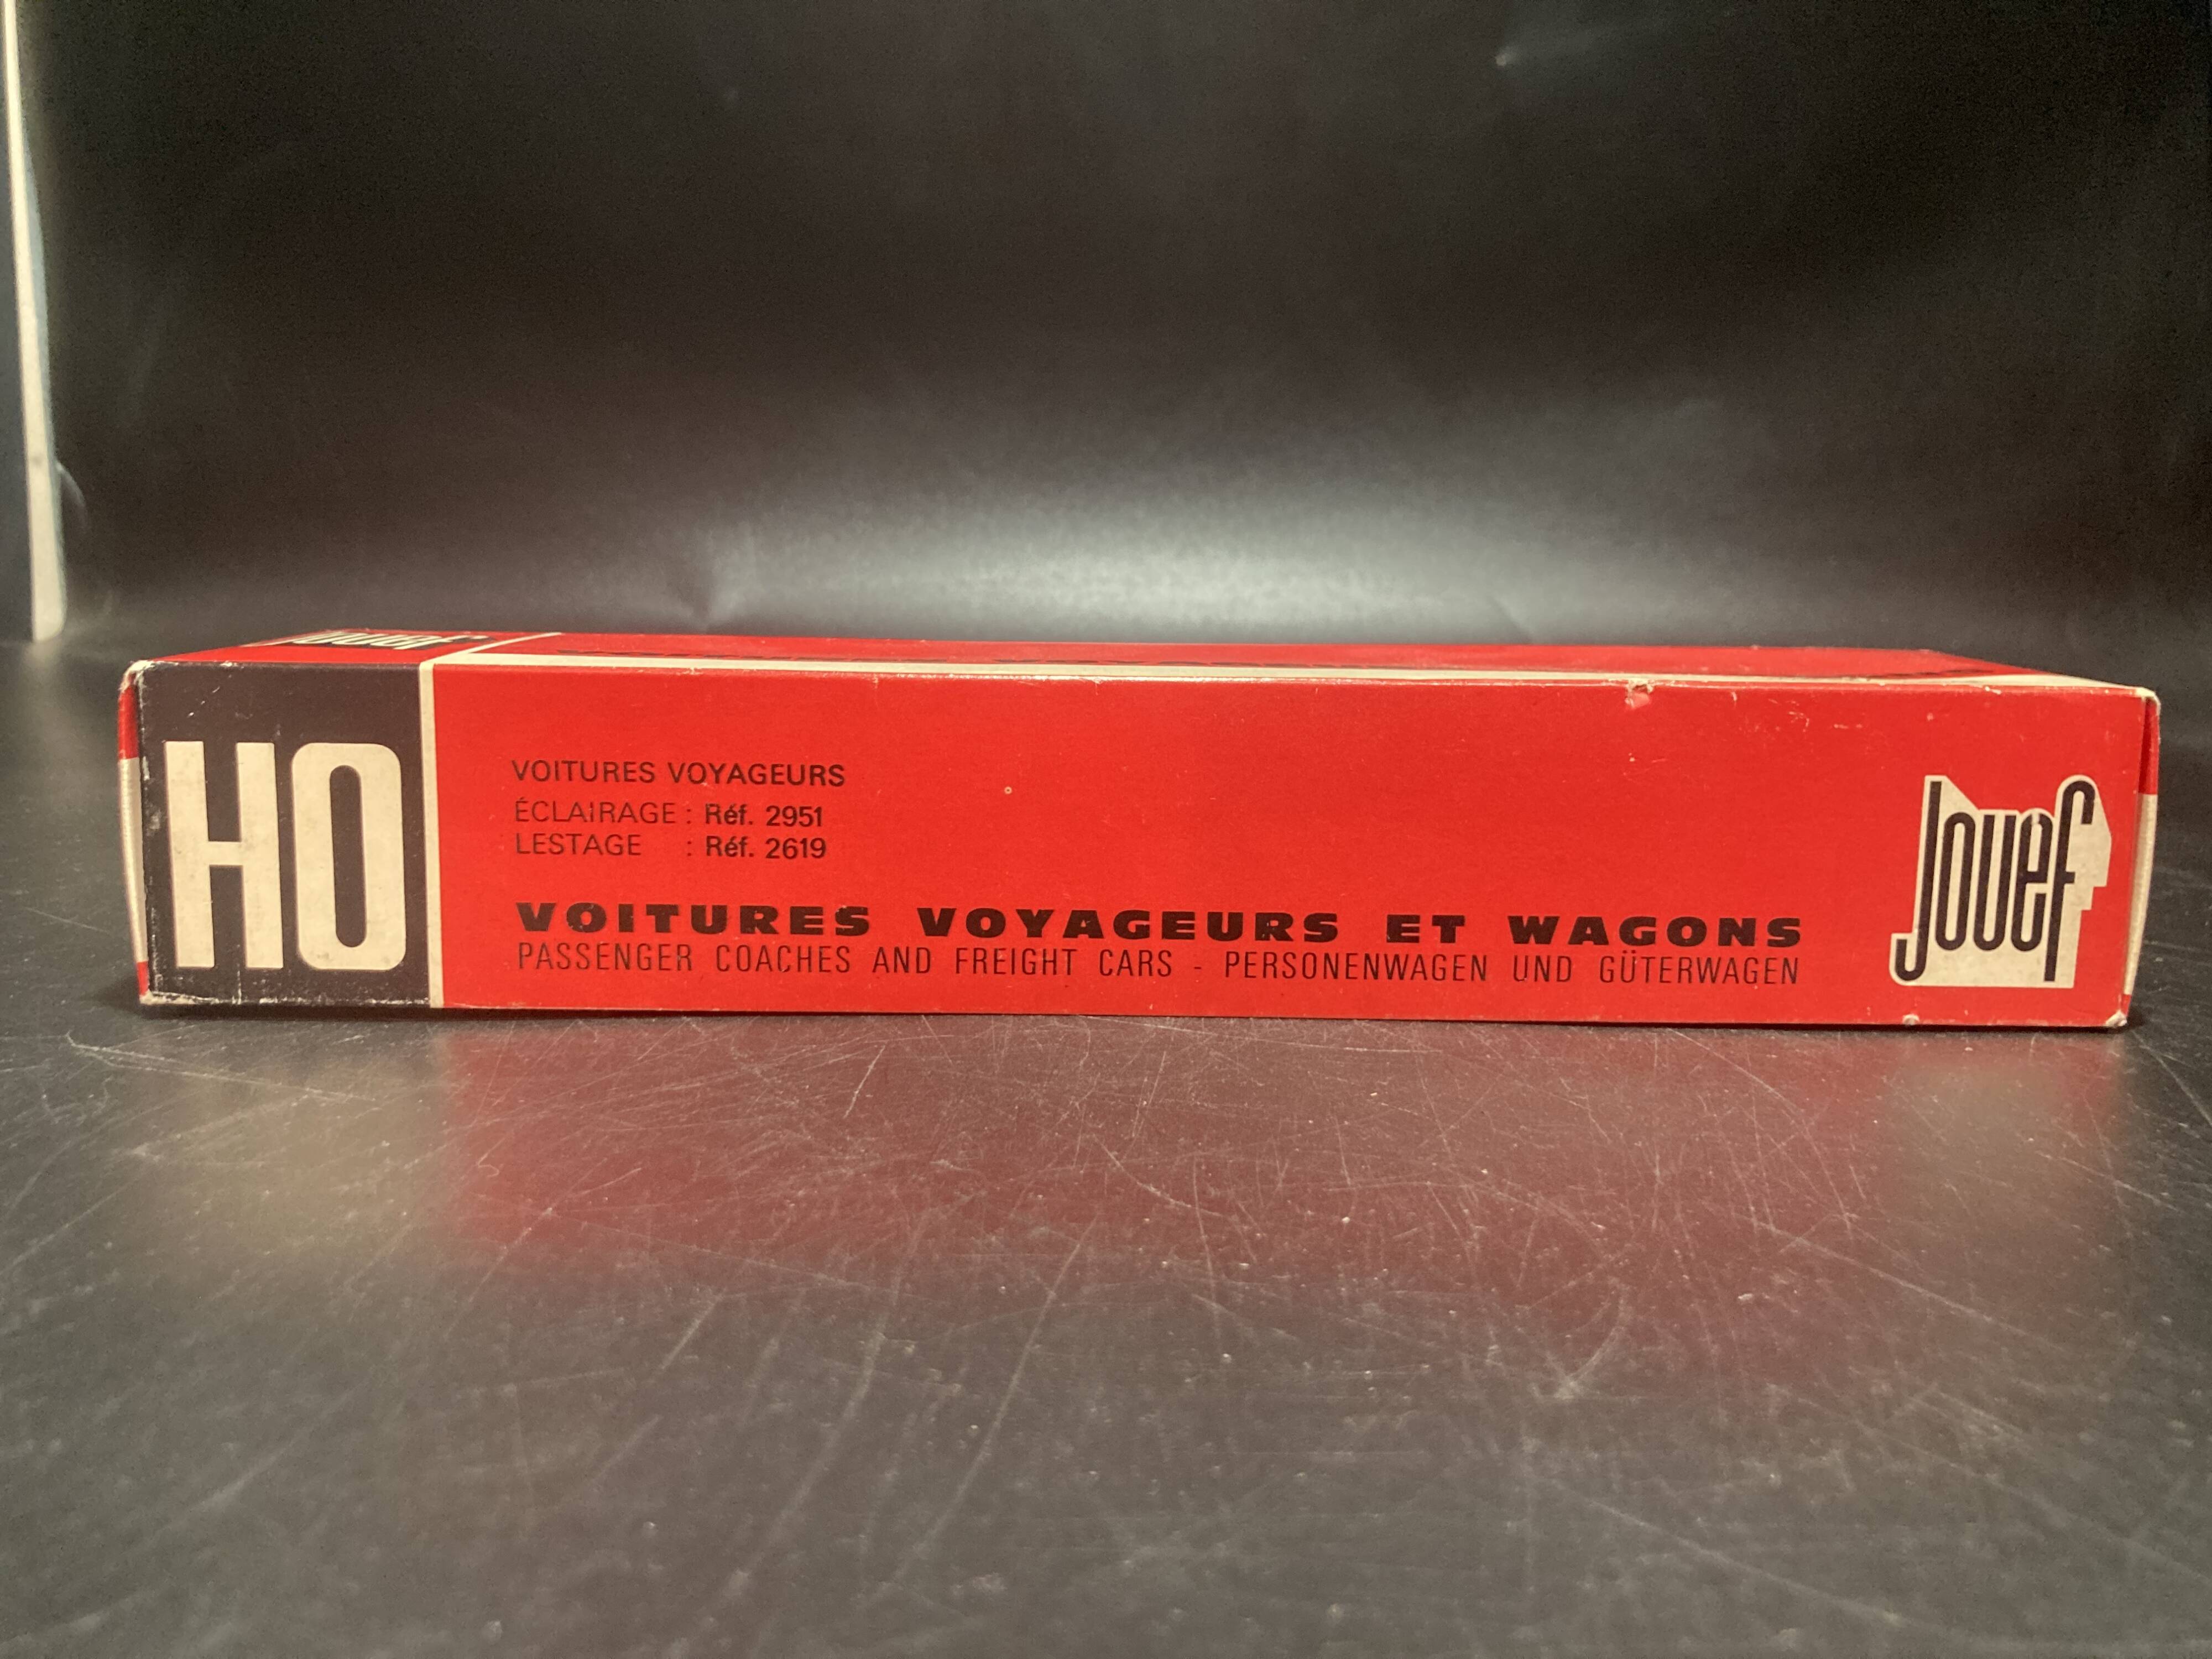 Jouef
HO
VOITURES VOYAGEURS
ÉCLAIRAGE : Réf. 2951
LESTAGE : Réf. 2619
VOITURES VOYAGEURS ET WAGONS
PASSENGER COACHES AND FREIGHT CARS - PERSONENWAGEN UND GÜTERWAGEN
Jouef